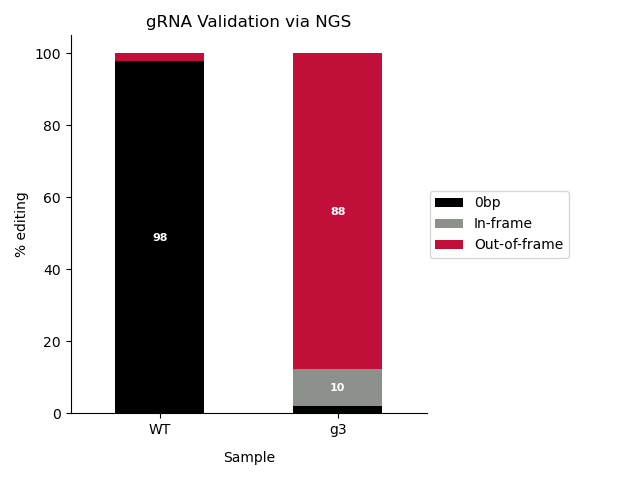 gRNA Validation via NGS
% editing
100
80
60
40
20
0
98
88
10
WT
g3
Sample
0bp
In-frame
Out-of-frame